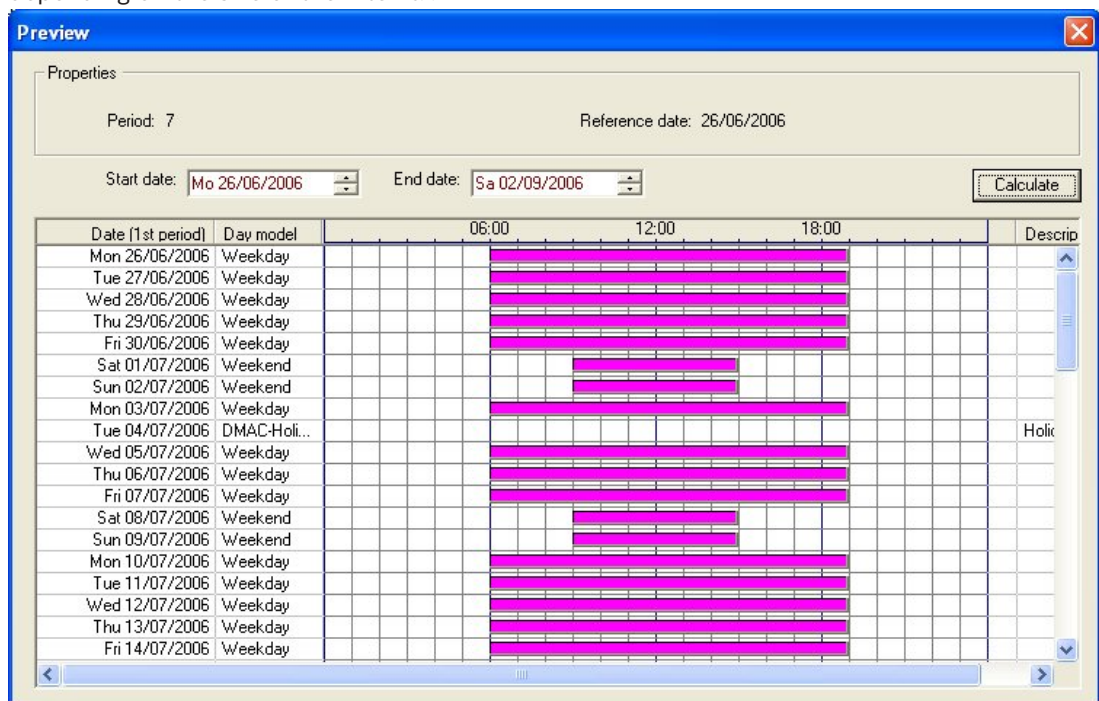 Preview
Properties
Period: 7 Reference date: 26/06/2006
Start date: Mo 26/06/2006 End date: Sa 02/09/2006 Calculate
Date (1st period) Day model 06:00 12:00 18:00 Descrip
Mon 26/06/2006 Weekday
Tue 27/06/2006 Weekday
Wed 28/06/2006 Weekday
Thu 29/06/2006 Weekday
Fri 30/06/2006 Weekday
Sat 01/07/2006 Weekend
Sun 02/07/2006 Weekend
Mon 03/07/2006 Weekday
Tue 04/07/2006 DMAC-Holi... Holic
Wed 05/07/2006 Weekday
Thu 06/07/2006 Weekday
Fri 07/07/2006 Weekday
Sat 08/07/2006 Weekend
Sun 09/07/2006 Weekend
Mon 10/07/2006 Weekday
Tue 11/07/2006 Weekday
Wed 12/07/2006 Weekday
Thu 13/07/2006 Weekday
Fri 14/07/2006 Weekday